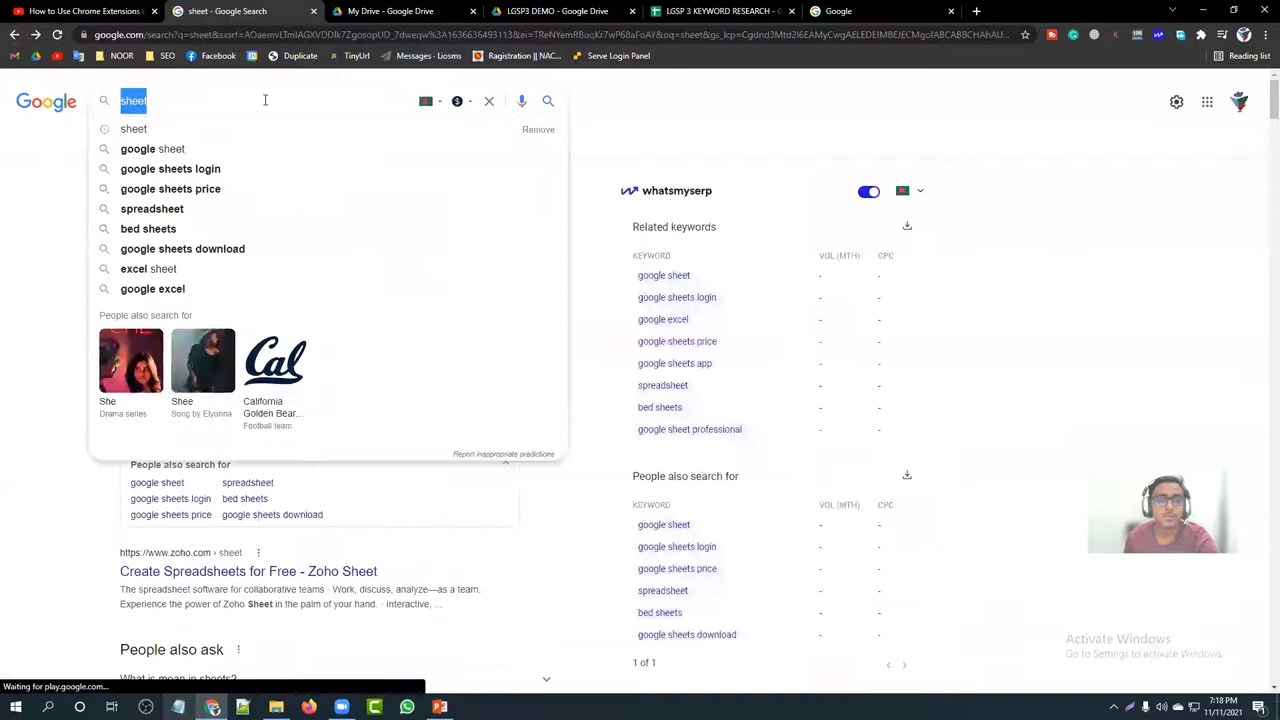 How to Use Chrome Extensions
sheet - Google Search
My Drive - Google Drive
LGSP3 DEMO - Google Drive
LGSP 3 KEYWORD RESEARCH - G
Google
NOOR
SEO
Facebook
Duplicate
TinyUrl
Messages - Liosms
Ragistration || NAC...
Serve Login Panel
Reading list
Google
sheet
sheet
Remove
google sheet
google sheets login
google sheets price
spreadsheet
bed sheets
google sheets download
excel sheet
google excel
People also search for
She
Drama series
Shee
Song by Elyanna
Cal
California
Golden Bear...
Football team
Report inappropriate predictions
People also search for
google sheet spreadsheet
google sheets login bed sheets
google sheets price google sheets download
https://www.zoho.com › sheet
Create Spreadsheets for Free - Zoho Sheet
The spreadsheet software for collaborative teams · Work, discuss, analyze—as a team. ·
Experience the power of Zoho Sheet in the palm of your hand. · Interactive, ...
People also ask
What is mean in sheets?
whatsmyserp
Related keywords
KEYWORD VOL (MTH) CPC
google sheet - -
google sheets login - -
google excel - -
google sheets price - -
google sheets app - -
spreadsheet - -
bed sheets - -
google sheet professional - -
People also search for
KEYWORD VOL (MTH) CPC
google sheet - -
google sheets login - -
google sheets price - -
spreadsheet - -
bed sheets - -
google sheets download - -
1 of 1
Activate Windows
Go to Settings to activate Windows.
Waiting for play.google.com...
7:18 PM
11/11/2021